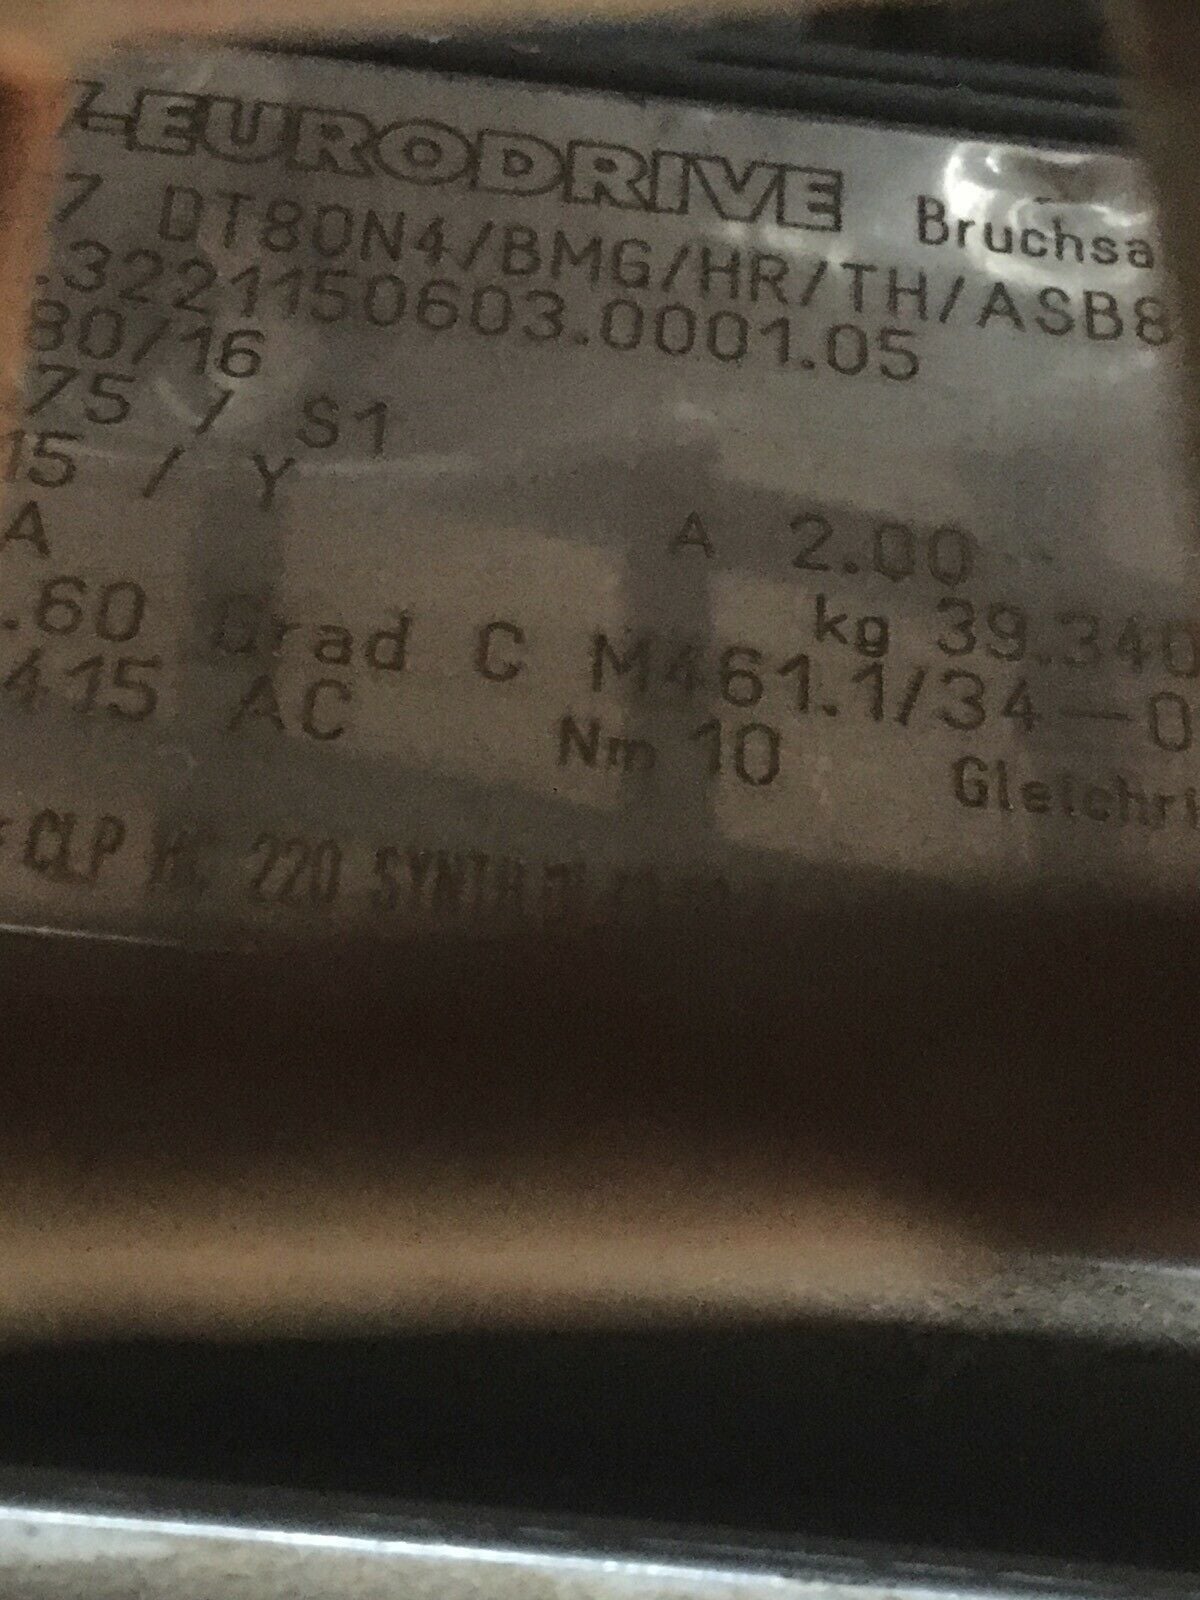 -EURODRIVE Bruchsa
7 DT80N4/BMG/HR/TH/ASB8
.3221150603.0001.05
80/16
75 / S1
15 / Y
A A 2.00
kg 39.340
.60 Grad C M461.1/34-0
415 AC Nm 10 Gleichri
CLP HC 220